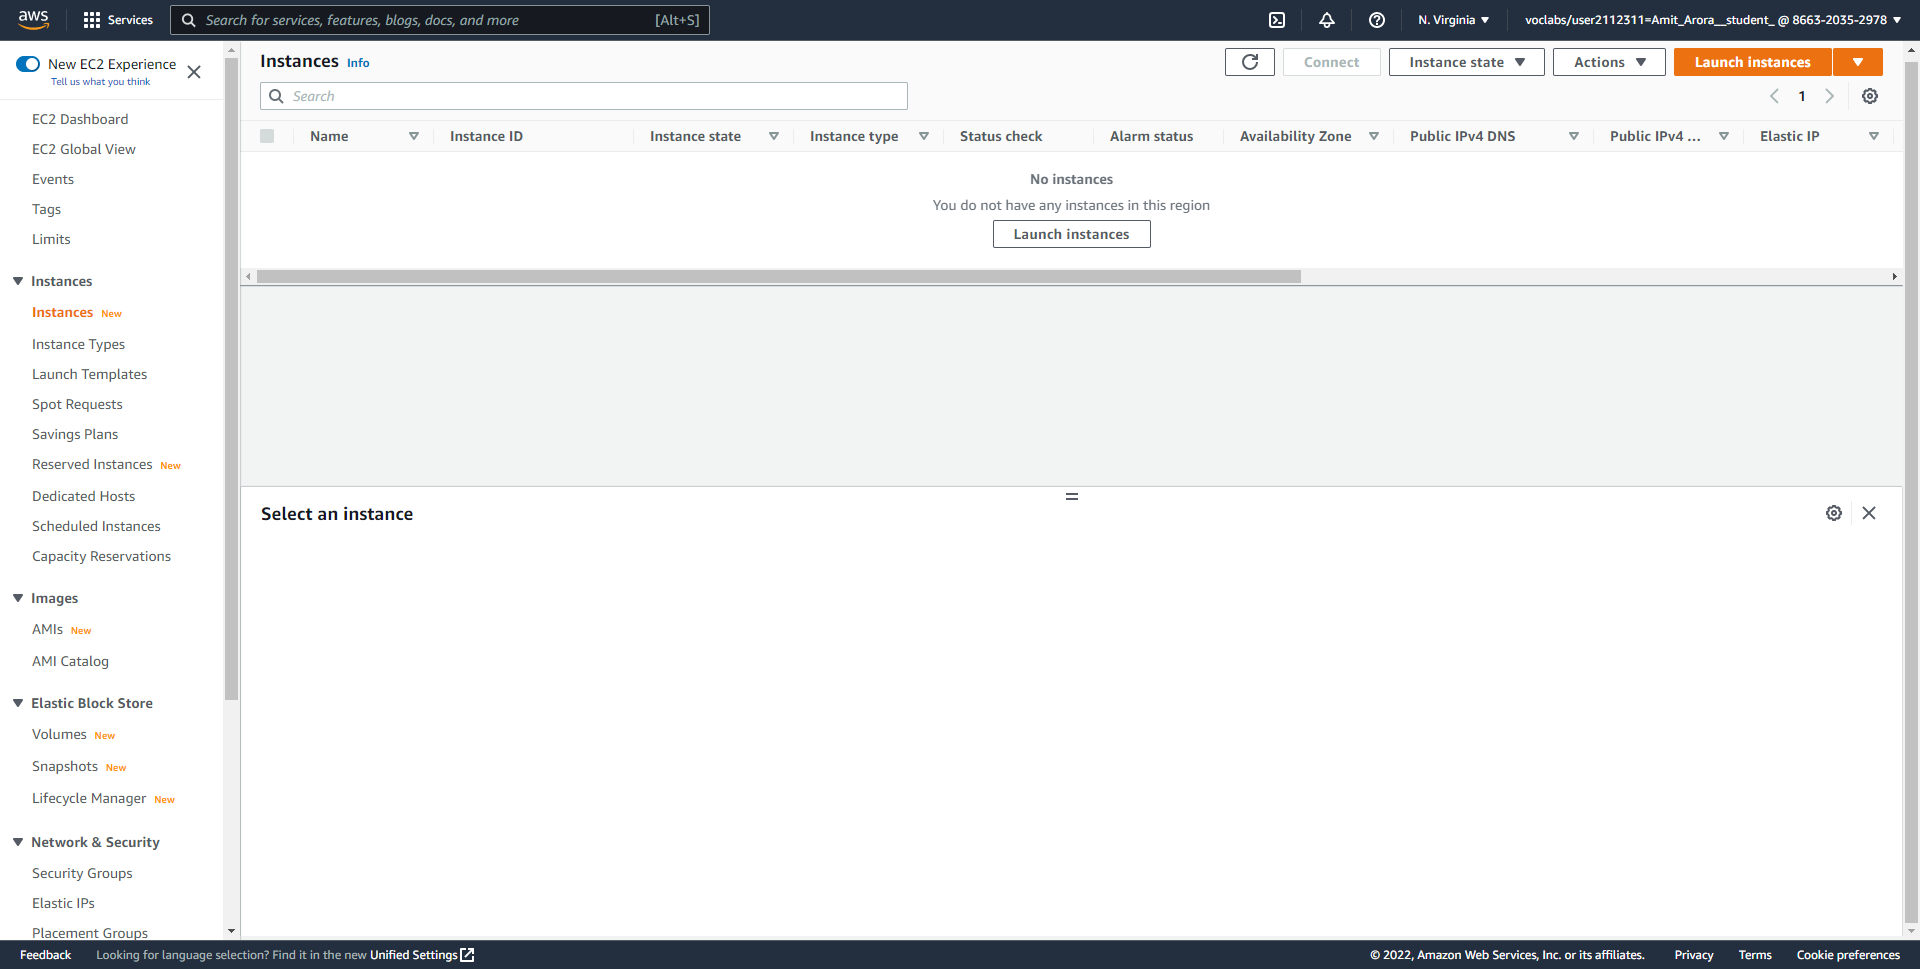 aws
Services
Search for services, features, blogs, docs, and more
[Alt+S]
N. Virginia
voclabs/user2112311=Amit_Arora__student_ @ 8663-2035-2978
New EC2 Experience
Tell us what you think
EC2 Dashboard
EC2 Global View
Events
Tags
Limits
Instances
Instances New
Instance Types
Launch Templates
Spot Requests
Savings Plans
Reserved Instances New
Dedicated Hosts
Scheduled Instances
Capacity Reservations
Images
AMIs New
AMI Catalog
Elastic Block Store
Volumes New
Snapshots New
Lifecycle Manager New
Network & Security
Security Groups
Elastic IPs
Placement Groups
Instances Info
Connect
Instance state
Actions
Launch instances
Search
1
Name Instance ID Instance state Instance type Status check Alarm status Availability Zone Public IPv4 DNS Public IPv4 ... Elastic IP
No instances
You do not have any instances in this region
Launch instances
Select an instance
Feedback
Looking for language selection? Find it in the new Unified Settings
© 2022, Amazon Web Services, Inc. or its affiliates.
Privacy
Terms
Cookie preferences